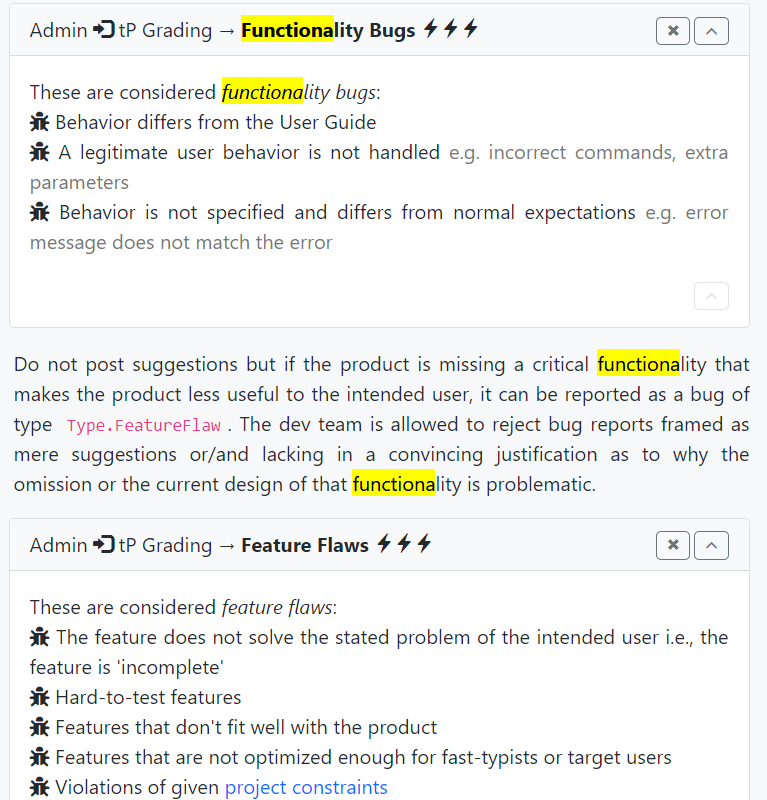 Admin tP Grading → Functionality Bugs
These are considered functionality bugs:
Behavior differs from the User Guide
A legitimate user behavior is not handled e.g. incorrect commands, extra
parameters
Behavior is not specified and differs from normal expectations e.g. error
message does not match the error
Do not post suggestions but if the product is missing a critical functionality that
makes the product less useful to the intended user, it can be reported as a bug of
type Type.FeatureFlaw. The dev team is allowed to reject bug reports framed as
mere suggestions or/and lacking in a convincing justification as to why the
omission or the current design of that functionality is problematic.
Admin tP Grading → Feature Flaws
These are considered feature flaws:
The feature does not solve the stated problem of the intended user i.e., the
feature is 'incomplete'
Hard-to-test features
Features that don't fit well with the product
Features that are not optimized enough for fast-typists or target users
Violations of given project constraints